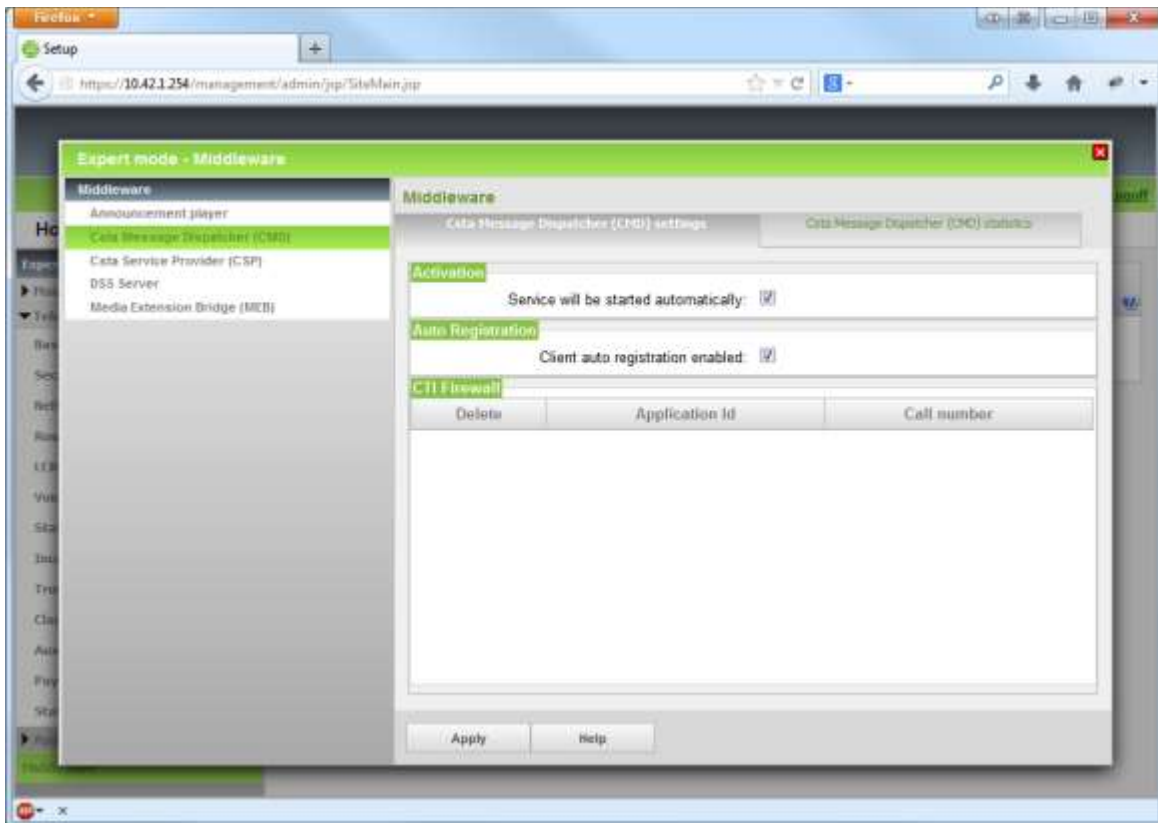 Firefox
Setup
https://10.42.1.254/management/admin/jsp/SiteMain.jsp
Expert mode - Middleware
Middleware
Announcement player
Csta Message Dispatcher (CMD)
Csta Service Provider (CSP)
DSS Server
Media Extension Bridge (MEB)
Middleware
Csta Message Dispatcher (CMD) settings
Csta Message Dispatcher (CMD) statistics
Activation
Service will be started automatically:
Auto Registration
Client auto registration enabled:
CTI Firewall
Delete Application Id Call number
Apply Help
Ho
LCR